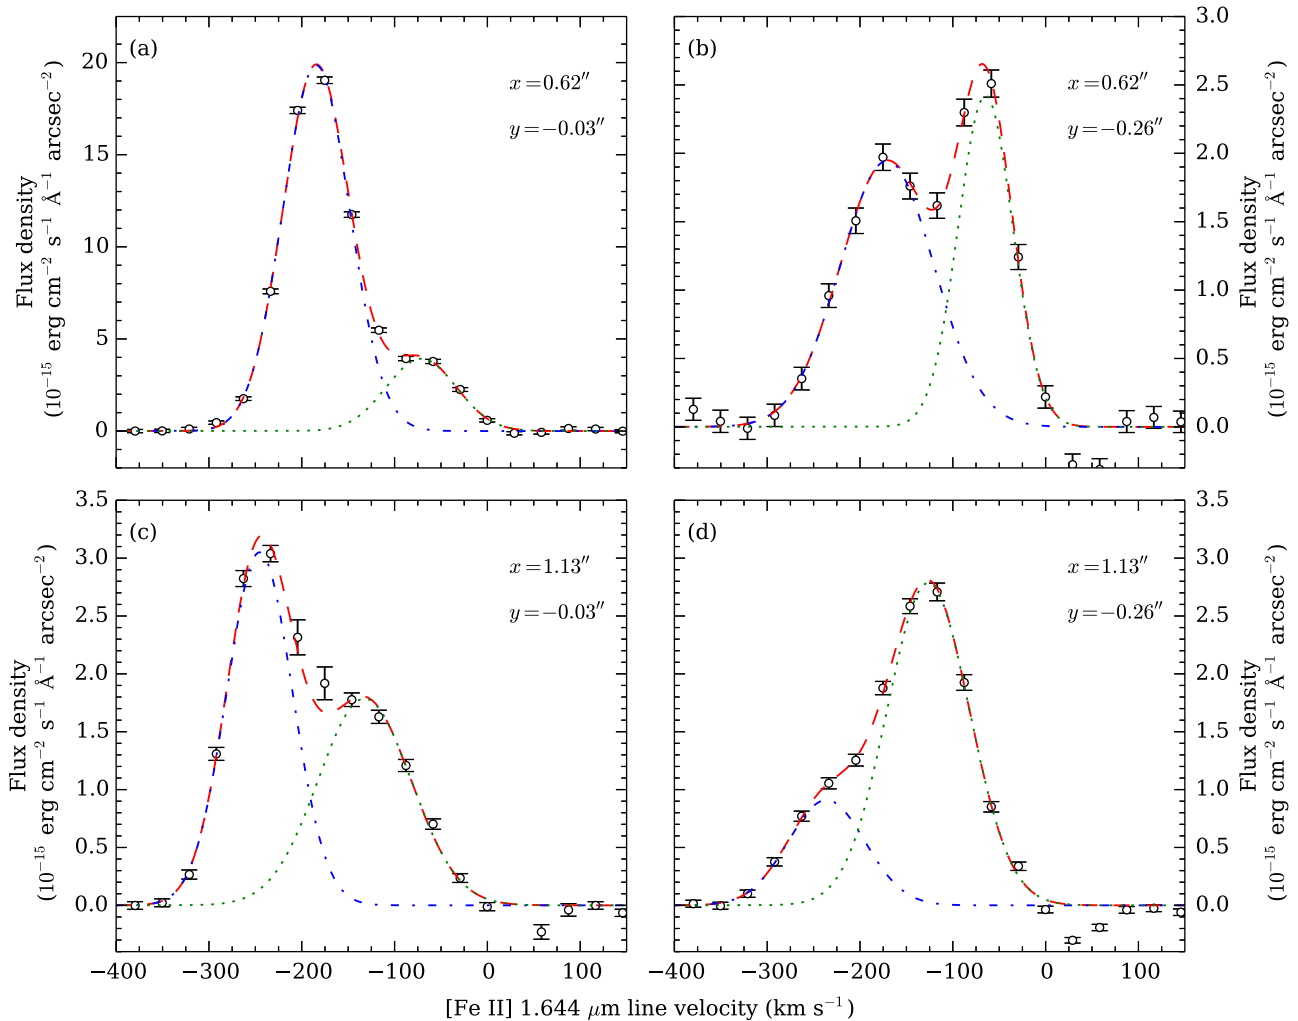 (a)
x=0.62″
y=−0.03″
20
15
10
5
0
Flux density
(10⁻¹⁵ erg cm⁻² s⁻¹ Å⁻¹ arcsec⁻²)
(b)
x=0.62″
y=−0.26″
3.0
2.5
2.0
1.5
1.0
0.5
0.0
Flux density
(10⁻¹⁵ erg cm⁻² s⁻¹ Å⁻¹ arcsec⁻²)
(c)
x=1.13″
y=−0.03″
3.5
3.0
2.5
2.0
1.5
1.0
0.5
0.0
Flux density
(10⁻¹⁵ erg cm⁻² s⁻¹ Å⁻¹ arcsec⁻²)
−400 −300 −200 −100 0 100
(d)
x=1.13″
y=−0.26″
3.5
3.0
2.5
2.0
1.5
1.0
0.5
0.0
Flux density
(10⁻¹⁵ erg cm⁻² s⁻¹ Å⁻¹ arcsec⁻²)
−400 −300 −200 −100 0 100
[Fe II] 1.644 μm line velocity (km s⁻¹)